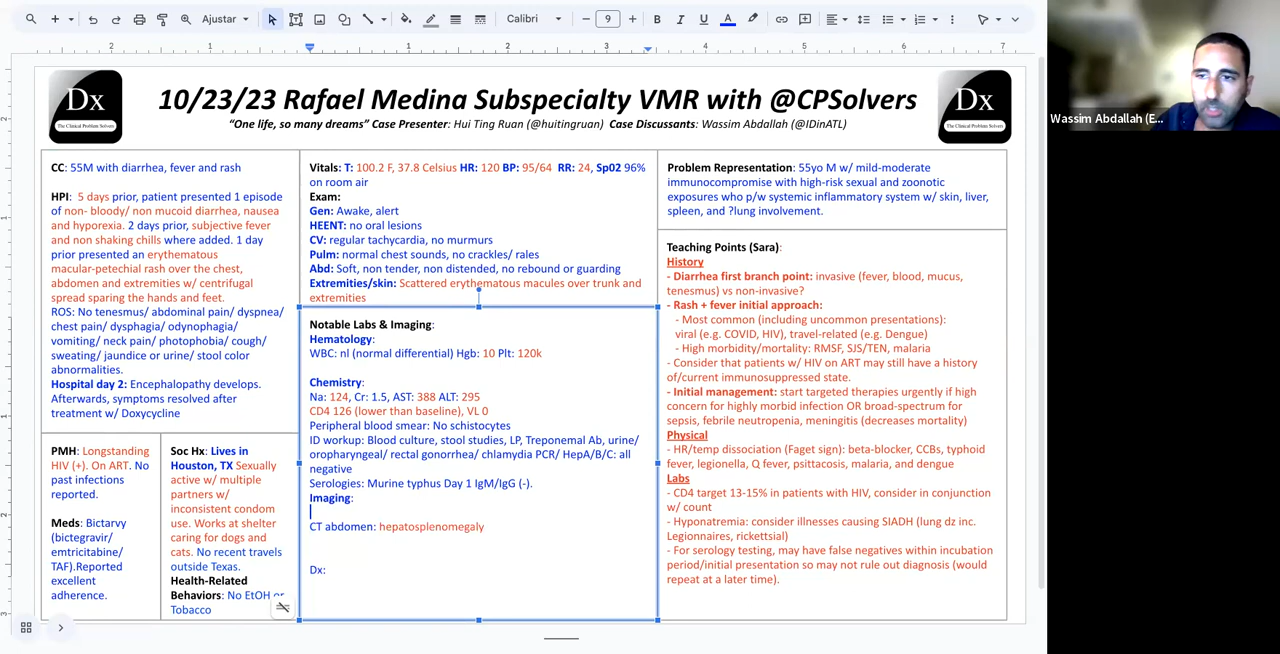 Ajustar
Calibri
9
B I U A
2 1 1 2 3 4 5 6 7
Dx
The Clinical Problem Solvers
10/23/23 Rafael Medina Subspecialty VMR with @CPSolvers
“One life, so many dreams” Case Presenter: Hui Ting Ruan (@huitingruan) Case Discussants: Wassim Abdallah (@IDinATL)
Dx
The Clinical Problem Solvers
CC: 55M with diarrhea, fever and rash
HPI: 5 days prior, patient presented 1 episode
of non- bloody/ non mucoid diarrhea, nausea
and hyporexia. 2 days prior, subjective fever
and non shaking chills where added. 1 day
prior presented an erythematous
macular-petechial rash over the chest,
abdomen and extremities w/ centrifugal
spread sparing the hands and feet.
ROS: No tenesmus/ abdominal pain/ dyspnea/
chest pain/ dysphagia/ odynophagia/
vomiting/ neck pain/ photophobia/ cough/
sweating/ jaundice or urine/ stool color
abnormalities.
Hospital day 2: Encephalopathy develops.
Afterwards, symptoms resolved after
treatment w/ Doxycycline
PMH: Longstanding
HIV (+). On ART. No
past infections
reported.
Meds: Bictarvy
(bictegravir/
emtricitabine/
TAF).Reported
excellent
adherence.
Soc Hx: Lives in
Houston, TX Sexually
active w/ multiple
partners w/
inconsistent condom
use. Works at shelter
caring for dogs and
cats. No recent travels
outside Texas.
Health-Related
Behaviors: No EtOH or
Tobacco
Vitals: T: 100.2 F, 37.8 Celsius HR: 120 BP: 95/64 RR: 24, Sp02 96%
on room air
Exam:
Gen: Awake, alert
HEENT: no oral lesions
CV: regular tachycardia, no murmurs
Pulm: normal chest sounds, no crackles/ rales
Abd: Soft, non tender, non distended, no rebound or guarding
Extremities/skin: Scattered erythematous macules over trunk and
extremities
Notable Labs & Imaging:
Hematology:
WBC: nl (normal differential) Hgb: 10 Plt: 120k
Chemistry:
Na: 124, Cr: 1.5, AST: 388 ALT: 295
CD4 126 (lower than baseline), VL 0
Peripheral blood smear: No schistocytes
ID workup: Blood culture, stool studies, LP, Treponemal Ab, urine/
oropharyngeal/ rectal gonorrhea/ chlamydia PCR/ HepA/B/C: all
negative
Serologies: Murine typhus Day 1 IgM/IgG (-).
Imaging:
CT abdomen: hepatosplenomegaly
Dx:
Problem Representation: 55yo M w/ mild-moderate
immunocompromise with high-risk sexual and zoonotic
exposures who p/w systemic inflammatory system w/ skin, liver,
spleen, and ?lung involvement.
Teaching Points (Sara):
History
- Diarrhea first branch point: invasive (fever, blood, mucus,
tenesmus) vs non-invasive?
- Rash + fever initial approach:
- Most common (including uncommon presentations):
viral (e.g. COVID, HIV), travel-related (e.g. Dengue)
- High morbidity/mortality: RMSF, SJS/TEN, malaria
- Consider that patients w/ HIV on ART may still have a history
of/current immunosuppressed state.
- Initial management: start targeted therapies urgently if high
concern for highly morbid infection OR broad-spectrum for
sepsis, febrile neutropenia, meningitis (decreases mortality)
Physical
- HR/temp dissociation (Faget sign): beta-blocker, CCBs, typhoid
fever, legionella, Q fever, psittacosis, malaria, and dengue
Labs
- CD4 target 13-15% in patients with HIV, consider in conjunction
w/ count
- Hyponatremia: consider illnesses causing SIADH (lung dz inc.
Legionnaires, rickettsial)
- For serology testing, may have false negatives within incubation
period/initial presentation so may not rule out diagnosis (would
repeat at a later time).
Wassim Abdallah (E...